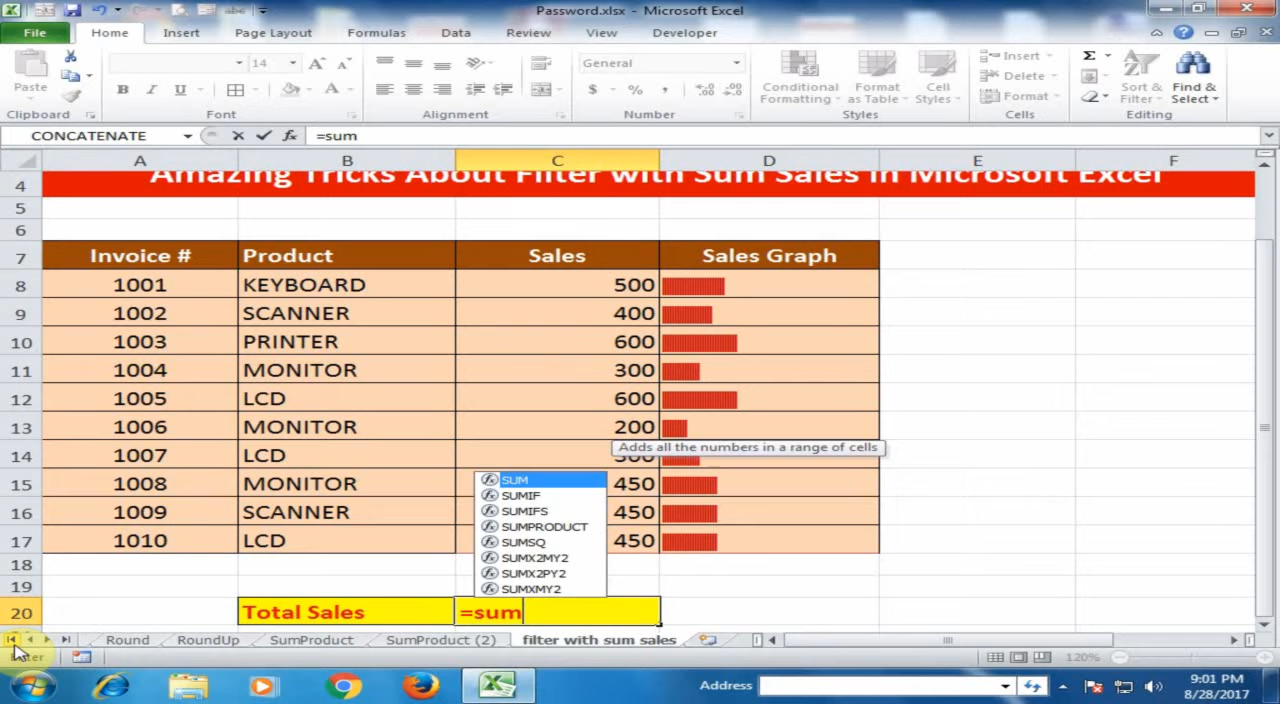 Password.xlsx - Microsoft Excel
File Home Insert Page Layout Formulas Data Review View Developer
Paste
14 A A
General
Conditional Formatting
Format as Table
Cell Styles
Insert
Delete
Format
Σ
Sort & Filter
Find & Select
B I U A $ % ,
Clipboard Font Alignment Number Styles Cells Editing
CONCATENATE fx =sum
A B C D E F
4 Amazing Tricks About Filter with Sum Sales in Microsoft Excel
5
6
7 Invoice # Product Sales Sales Graph
8 1001 KEYBOARD 500
9 1002 SCANNER 400
10 1003 PRINTER 600
11 1004 MONITOR 300
12 1005 LCD 600
13 1006 MONITOR 200
Adds all the numbers in a range of cells
14 1007 LCD
15 1008 MONITOR 450
16 1009 SCANNER 450
17 1010 LCD 450
18
19
20 Total Sales =sum
SUM
SUMIF
SUMIFS
SUMPRODUCT
SUMSQ
SUMX2MY2
SUMX2PY2
SUMXMY2
Round RoundUp SumProduct SumProduct (2) filter with sum sales
120%
Address
9:01 PM
8/28/2017